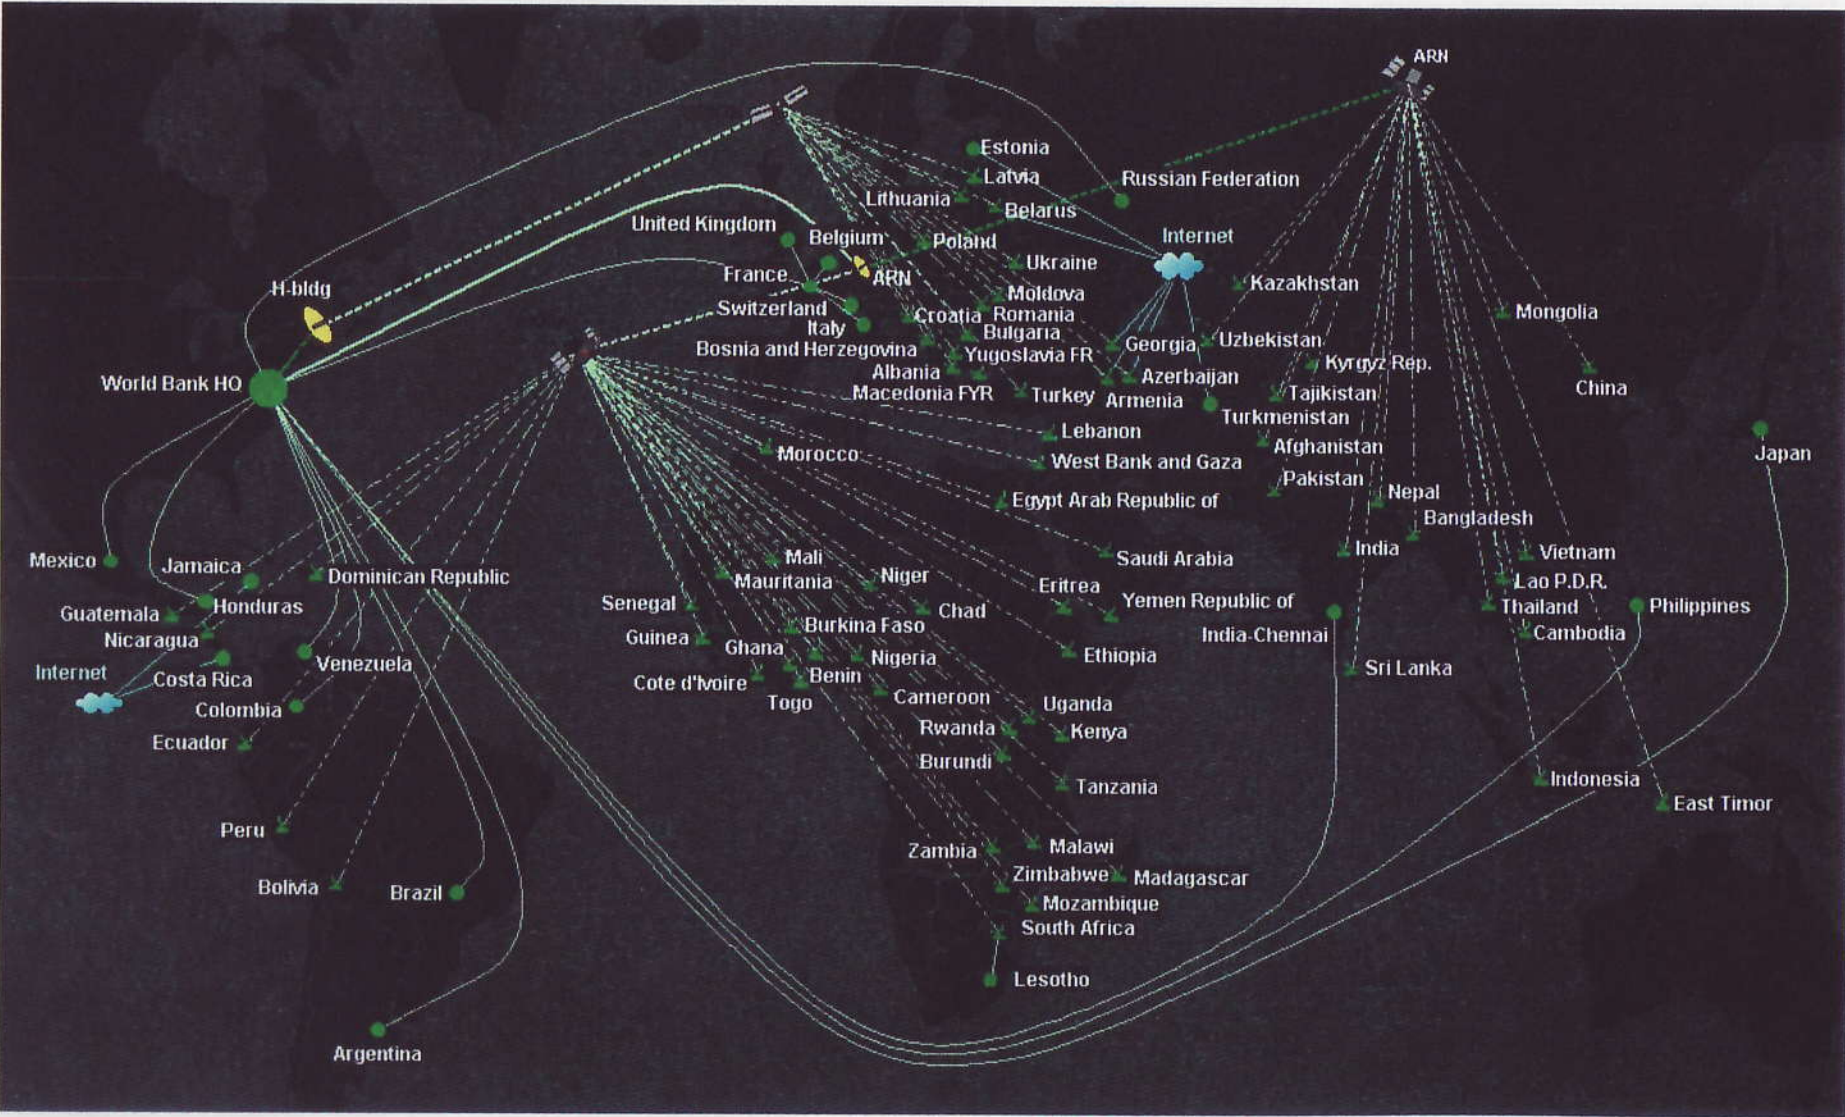 ARN
Estonia
Latvia
Russian Federation
Lithuania
Belarus
United Kingdom
Belgium
Poland
Internet
Ukraine
France
ARN
Kazakhstan
H-bldg
Moldova
Switzerland
Croatia
Romania
Mongolia
Italy
Bulgaria
Georgia
Uzbekistan
Bosnia and Herzegovina
Yugoslavia FR
Kyrgyz Rep.
Albania
Azerbaijan
World Bank HQ
China
Macedonia FYR
Turkey
Armenia
Tajikistan
Turkmenistan
Lebanon
Afghanistan
Japan
Morocco
West Bank and Gaza
Pakistan
Nepal
Egypt Arab Republic of
Bangladesh
India
Vietnam
Mexico
Jamaica
Mali
Saudi Arabia
Dominican Republic
Mauritania
Niger
Lao P.D.R.
Eritrea
Yemen Republic of
Senegal
Guatemala
Honduras
Chad
Thailand
Philippines
Burkina Faso
India-Chennai
Cambodia
Nicaragua
Guinea
Ghana
Nigeria
Ethiopia
Venezuela
Sri Lanka
Internet
Costa Rica
Cote d'Ivoire
Benin
Togo
Cameroon
Uganda
Colombia
Rwanda
Kenya
Ecuador
Burundi
Indonesia
Tanzania
East Timor
Peru
Zambia
Malawi
Zimbabwe
Madagascar
Bolivia
Brazil
Mozambique
South Africa
Lesotho
Argentina